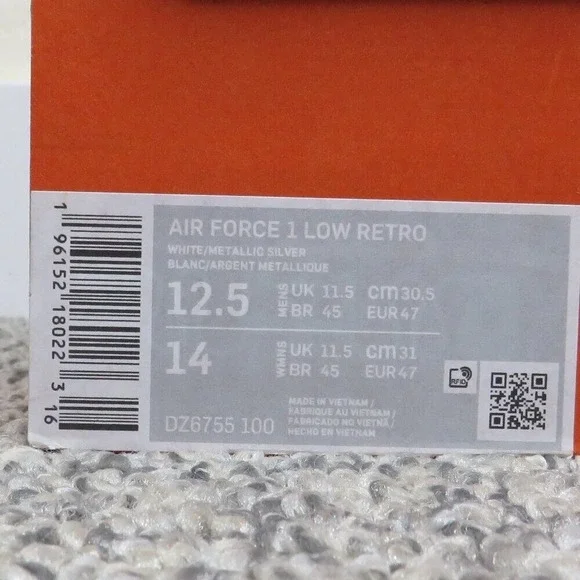 AIR FORCE 1 LOW RETRO
WHITE/METALLIC SILVER
BLANC/ARGENT METALLIQUE
12.5 MENS UK 11.5 cm 30.5
BR 45 EUR 47
14 WMNS UK 11.5 cm 31
BR 45 EUR 47
DZ6755 100
MADE IN VIETNAM /
FABRIQUE AU VIETNAM /
FABRICADO NO VIETNÃ /
HECHO EN VIETNAM
RFID
1 96152 18022 3 16